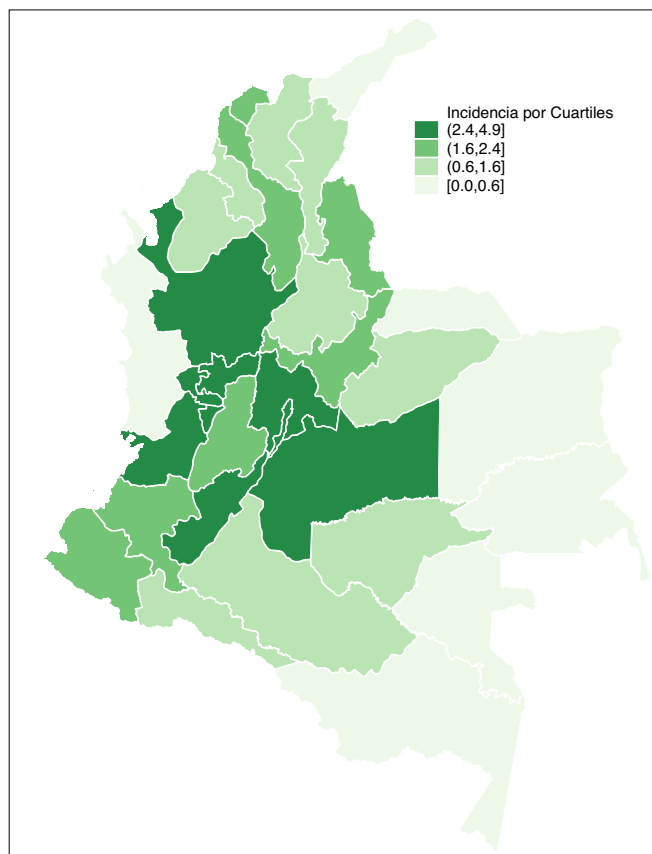 Incidencia por Cuartiles
(2.4,4.9]
(1.6,2.4]
(0.6,1.6]
[0.0,0.6]